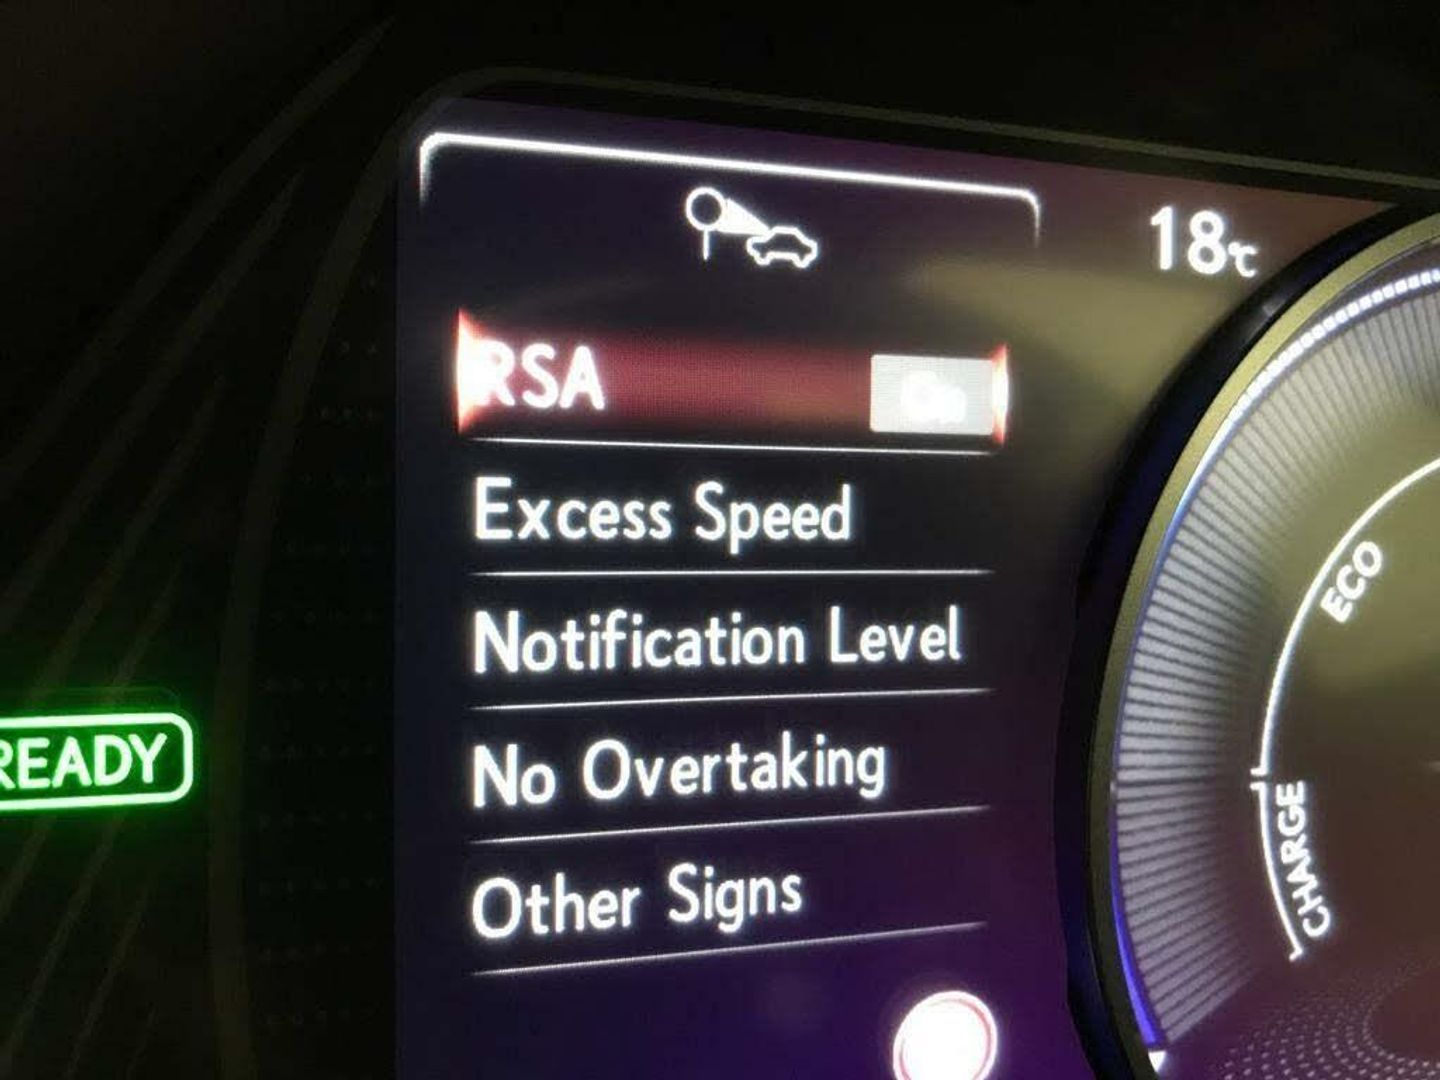 18°C
RSA
Excess Speed
Notification Level
No Overtaking
Other Signs
READY
ECO
CHARGE